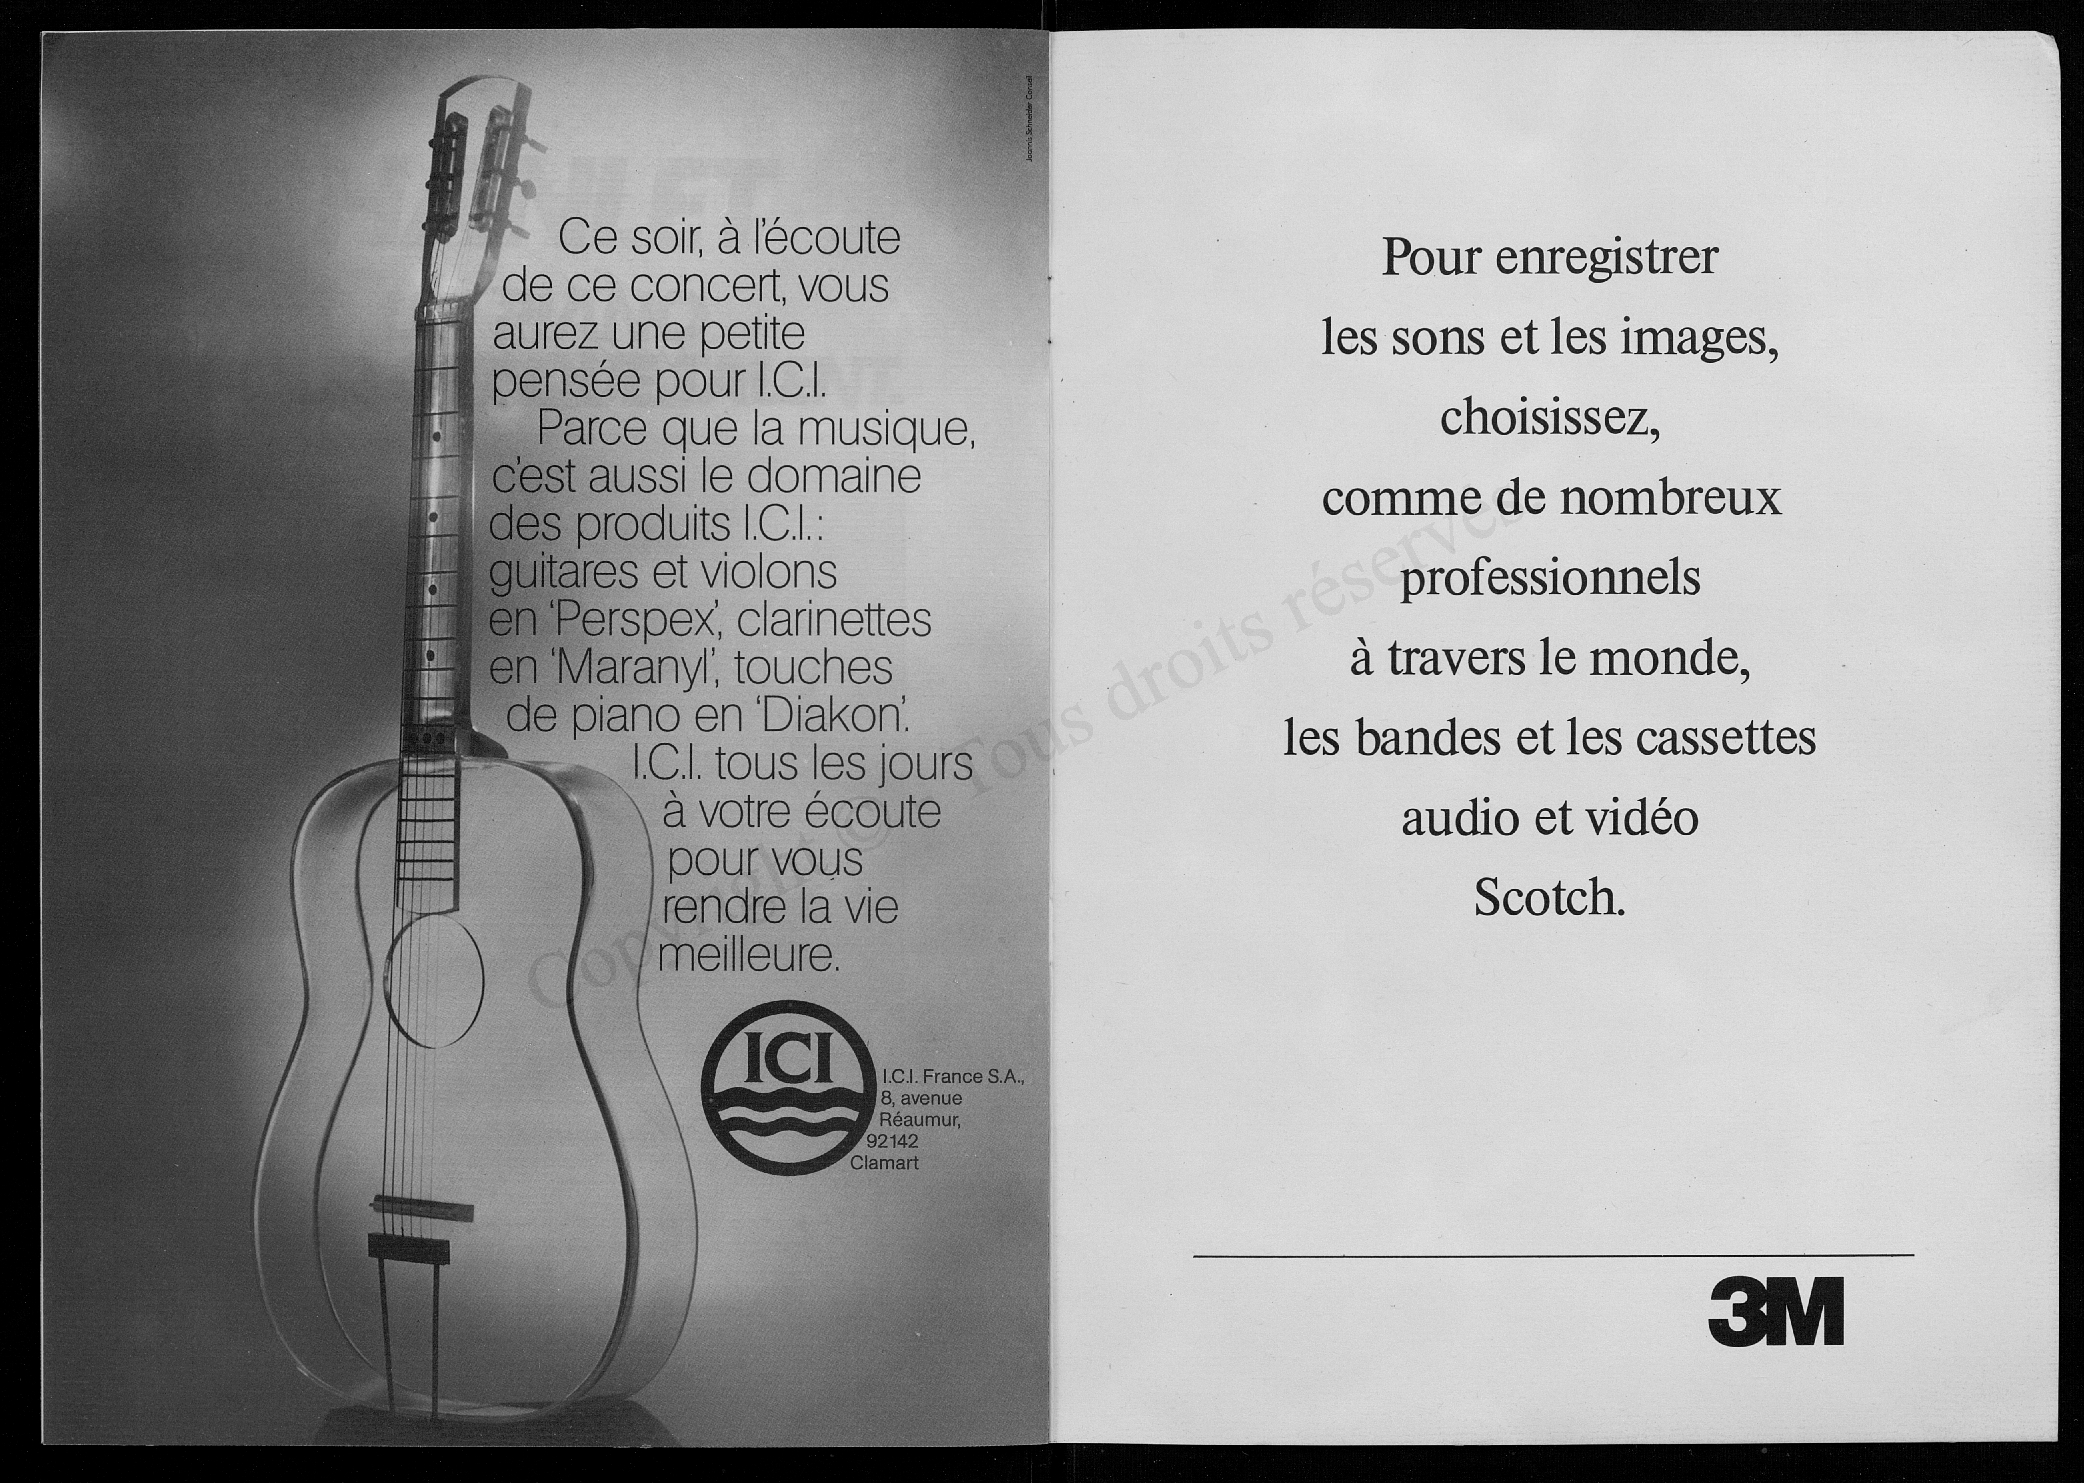 Joannis Schneider Conseil
Ce soir, à l'écoute
de ce concert, vous
aurez une petite
pensée pour I.C.I.
Parce que la musique,
c'est aussi le domaine
des produits I.C.I.:
guitares et violons
en 'Perspex', clarinettes
en 'Maranyl', touches
de piano en 'Diakon'.
I.C.I. tous les jours
à votre écoute
pour vous
rendre la vie
meilleure.
ICI
I.C.I. France S.A.,
8, avenue
Réaumur,
92142
Clamart
Pour enregistrer
les sons et les images,
choisissez,
comme de nombreux
professionnels
à travers le monde,
les bandes et les cassettes
audio et vidéo
Scotch.
3M
Copyright © - Tous droits réservés